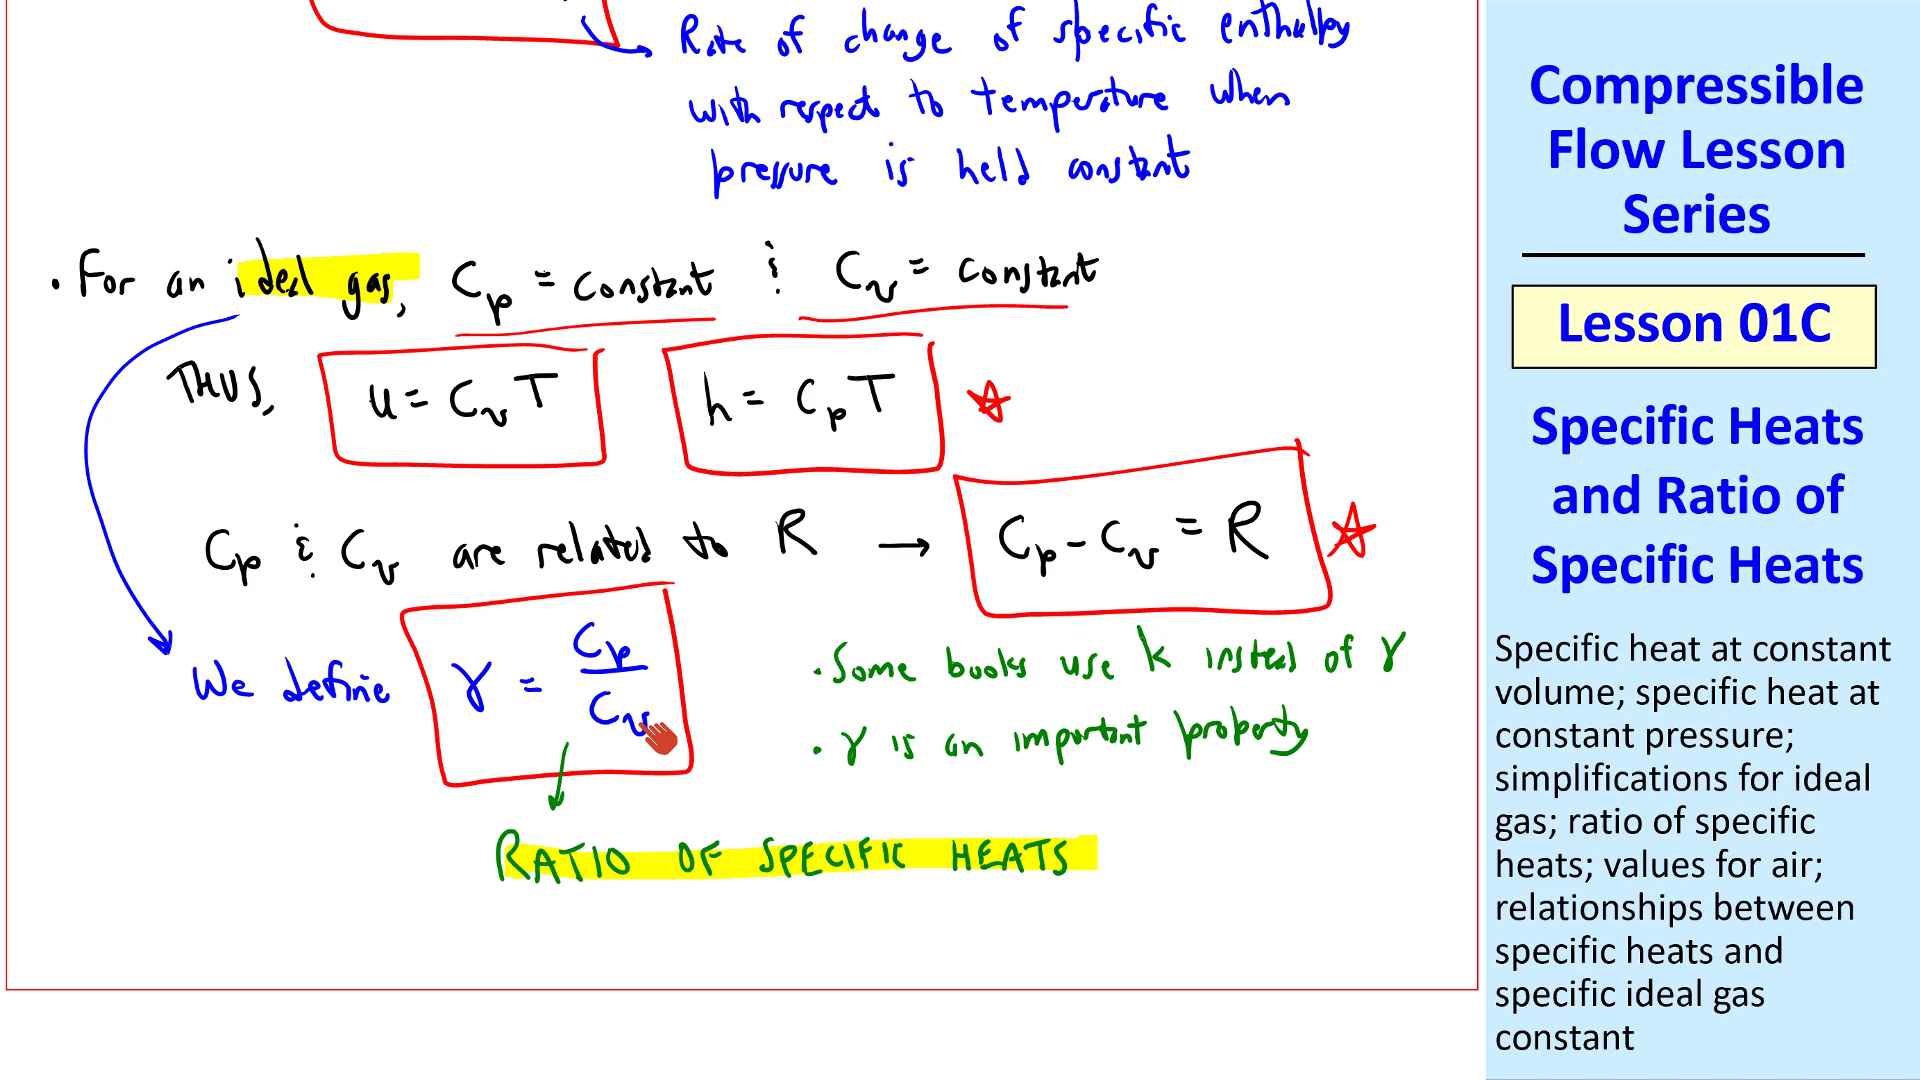 Rate of change of specific enthalpy
with respect to temperature when
pressure is held constant
• For an ideal gas, Cp = constant & Cv = constant
THUS, u = Cv T h = Cp T ☆
Cp & Cv are related to R → Cp - Cv = R ☆
We define γ = Cp / Cv
• Some books use k instead of γ
• γ is an important property
RATIO OF SPECIFIC HEATS
Compressible
Flow Lesson
Series
Lesson 01C
Specific Heats
and Ratio of
Specific Heats
Specific heat at constant
volume; specific heat at
constant pressure;
simplifications for ideal
gas; ratio of specific
heats; values for air;
relationships between
specific heats and
specific ideal gas
constant